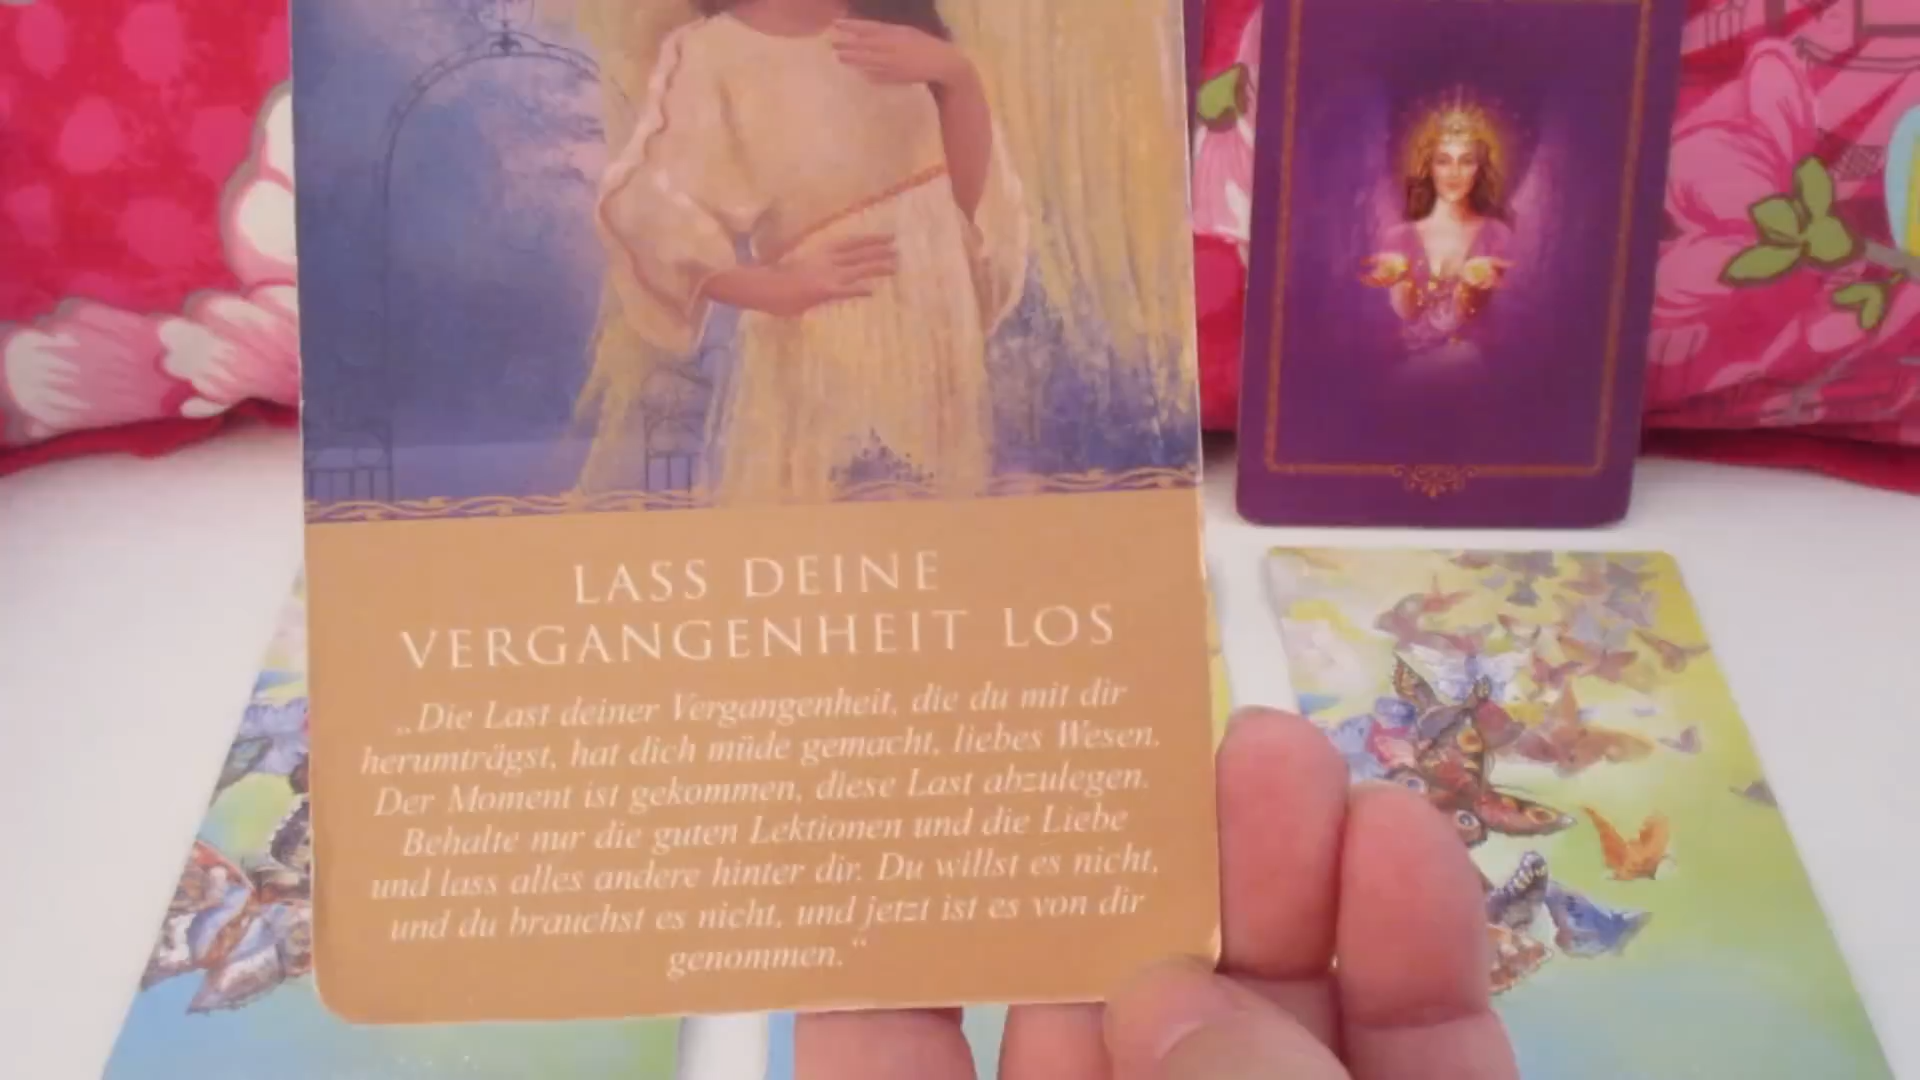 LASS DEINE
VERGANGENHEIT LOS
„Die Last deiner Vergangenheit, die du mit dir
herumträgst, hat dich müde gemacht, liebes Wesen.
Der Moment ist gekommen, diese Last abzulegen.
Behalte nur die guten Lektionen und die Liebe
und lass alles andere hinter dir. Du willst es nicht,
und du brauchst es nicht, und jetzt ist es von dir
genommen.“